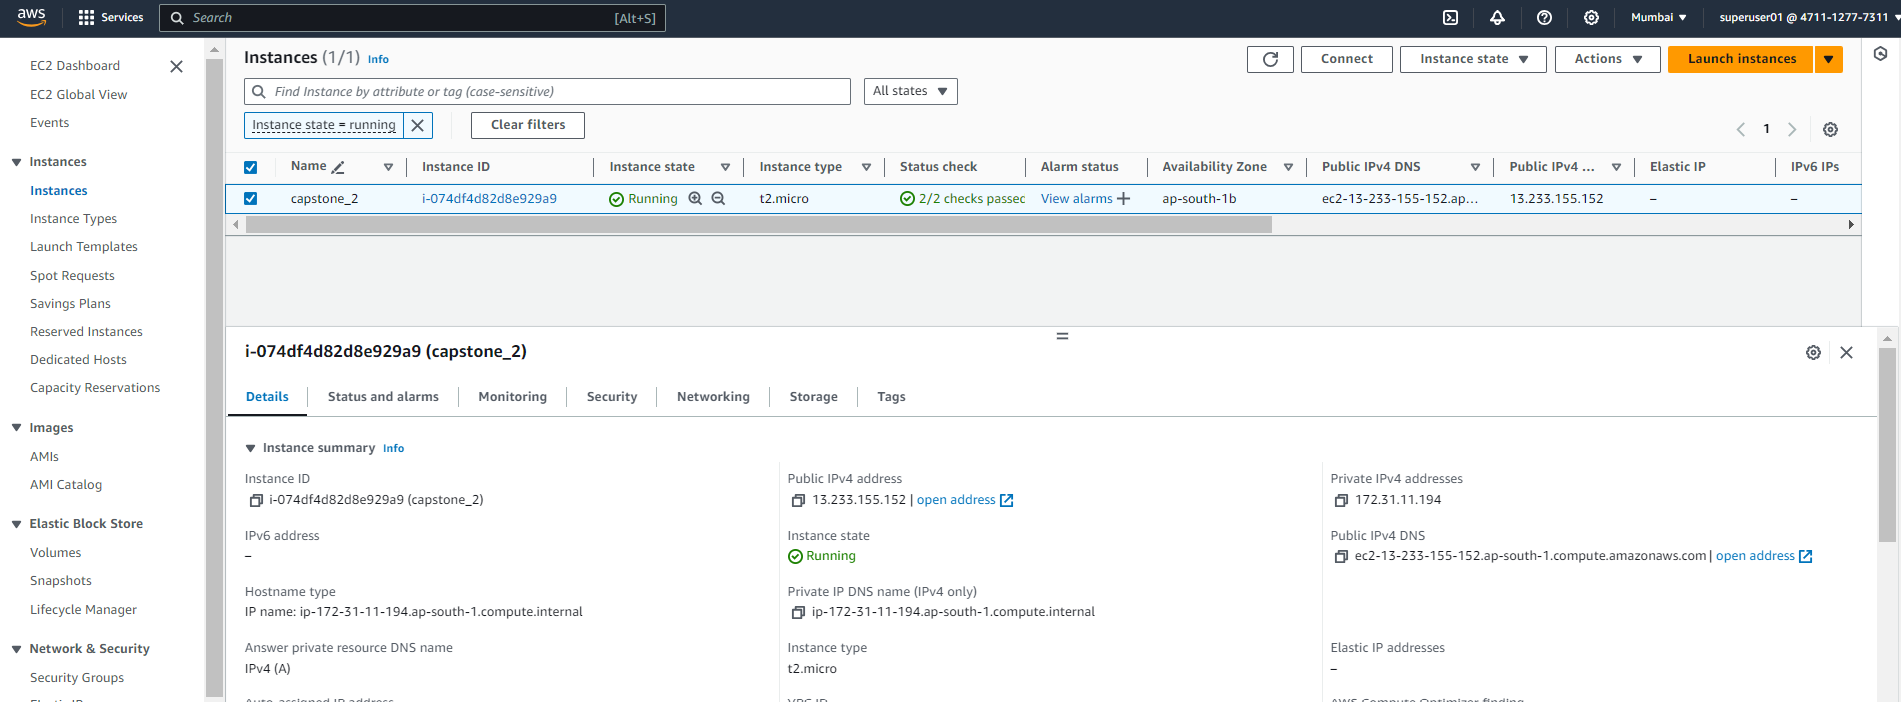 aws Services Search [Alt+S] Mumbai superuser01 @ 4711-1277-7311
EC2 Dashboard
EC2 Global View
Events
Instances
Instances
Instance Types
Launch Templates
Spot Requests
Savings Plans
Reserved Instances
Dedicated Hosts
Capacity Reservations
Images
AMIs
AMI Catalog
Elastic Block Store
Volumes
Snapshots
Lifecycle Manager
Network & Security
Security Groups
Instances (1/1) Info
Connect Instance state Actions Launch instances
Find Instance by attribute or tag (case-sensitive) All states
Instance state = running Clear filters
1
Name Instance ID Instance state Instance type Status check Alarm status Availability Zone Public IPv4 DNS Public IPv4 ... Elastic IP IPv6 IPs
capstone_2 i-074df4d82d8e929a9 Running t2.micro 2/2 checks passec View alarms ap-south-1b ec2-13-233-155-152.ap... 13.233.155.152 – –
i-074df4d82d8e929a9 (capstone_2)
Details Status and alarms Monitoring Security Networking Storage Tags
Instance summary Info
Instance ID Public IPv4 address Private IPv4 addresses
i-074df4d82d8e929a9 (capstone_2) 13.233.155.152 | open address 172.31.11.194
IPv6 address Instance state Public IPv4 DNS
– Running ec2-13-233-155-152.ap-south-1.compute.amazonaws.com | open address
Hostname type Private IP DNS name (IPv4 only)
IP name: ip-172-31-11-194.ap-south-1.compute.internal ip-172-31-11-194.ap-south-1.compute.internal
Answer private resource DNS name Instance type Elastic IP addresses
IPv4 (A) t2.micro –
Auto-assigned IP address VPC ID AWS Compute Optimizer finding